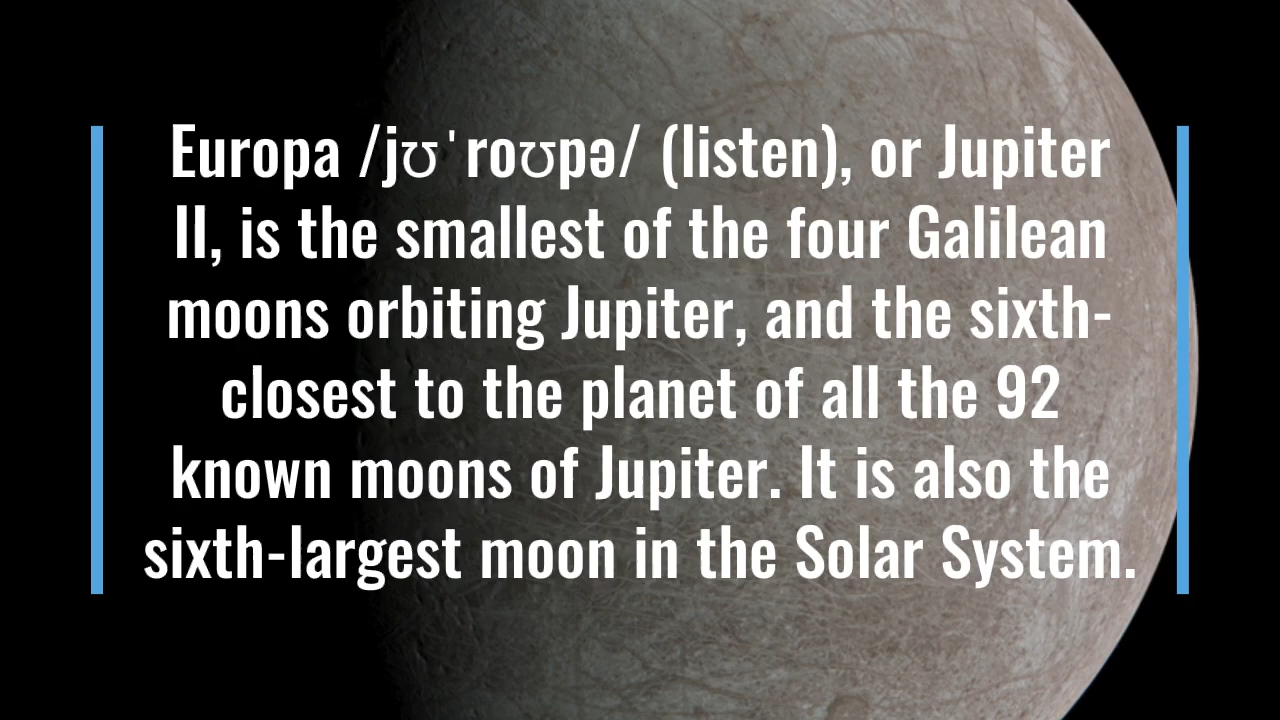 Europa /jʊˈroʊpə/ (listen), or Jupiter
II, is the smallest of the four Galilean
moons orbiting Jupiter, and the sixth-
closest to the planet of all the 92
known moons of Jupiter. It is also the
sixth-largest moon in the Solar System.